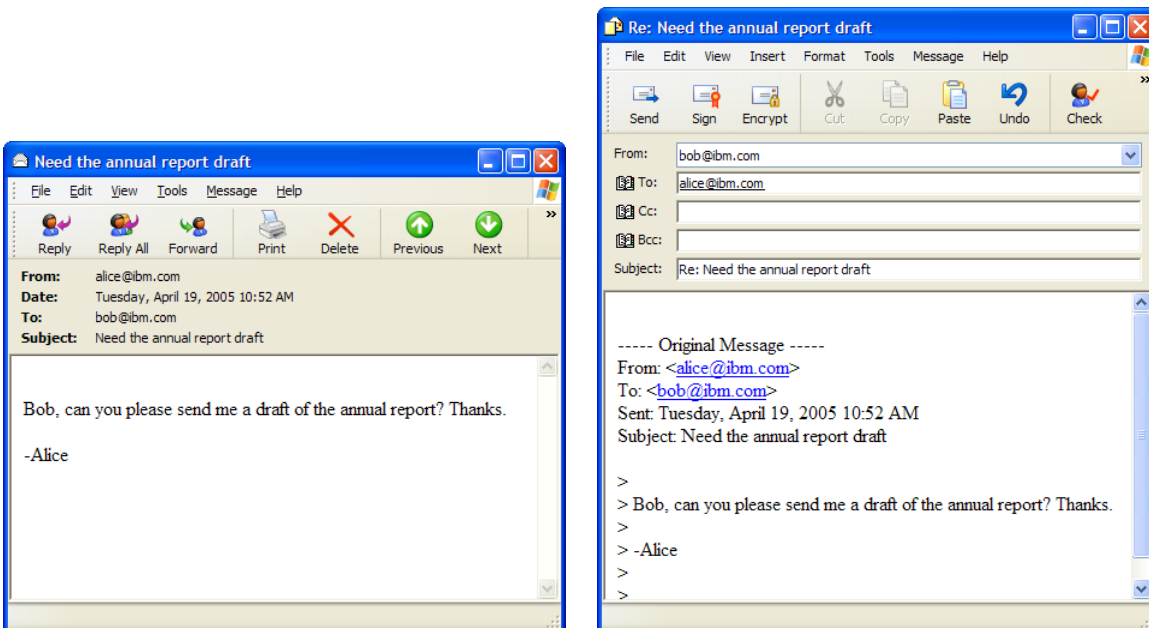 Need the annual report draft
File Edit View Tools Message Help
Reply Reply All Forward Print Delete Previous Next »
From: alice@ibm.com
Date: Tuesday, April 19, 2005 10:52 AM
To: bob@ibm.com
Subject: Need the annual report draft
Bob, can you please send me a draft of the annual report? Thanks.
-Alice
Re: Need the annual report draft
File Edit View Insert Format Tools Message Help
Send Sign Encrypt Cut Copy Paste Undo Check »
From: bob@ibm.com
To: alice@ibm.com
Cc:
Bcc:
Subject: Re: Need the annual report draft
----- Original Message -----
From: <alice@ibm.com>
To: <bob@ibm.com>
Sent: Tuesday, April 19, 2005 10:52 AM
Subject: Need the annual report draft
>
> Bob, can you please send me a draft of the annual report? Thanks.
>
> -Alice
>
>